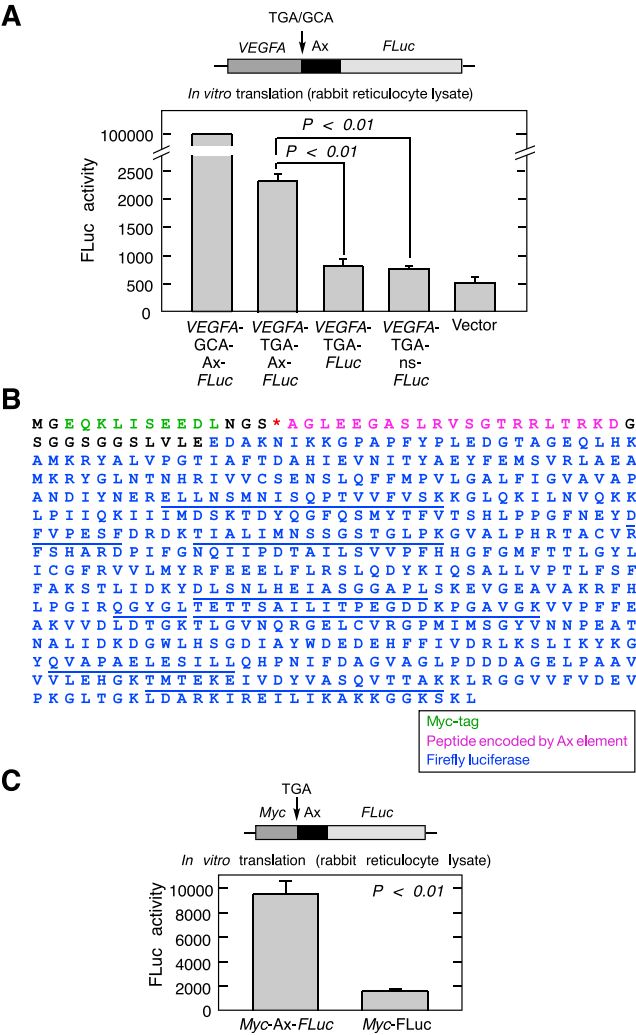 A
TGA/GCA
VEGFA Ax FLuc
In vitro translation (rabbit reticulocyte lysate)
P < 0.01
P < 0.01
FLuc activity
100000
2500
2000
1500
1000
500
0
VEGFA-GCA-Ax-FLuc
VEGFA-TGA-Ax-FLuc
VEGFA-TGA-FLuc
VEGFA-TGA-ns-FLuc
Vector
B
MGEQKLISEEDLNGS*AGLEEGASLRVSGTRRLTRKDG
SGGSGGSLVLEEDAKNIKKGPAPFYPLEDGTAGEQLHK
AMKRYALVPGTIAFTDAHIEVNITYAEYFEMSVRLAEA
MKRYGLNTNHRIVVCSENSLQFFMPVLGALFIGVAVAP
ANDIYNERELLNSMNISQPTVVFVSKKGLQKILNVQKK
LPIIQKIIIMDSKTDYQGFQSMYTFVTSHLPPGFNEYD
FVPESFDRDKTIALIMNSSGSTGLPKGVALPHRTACVR
FSHARDPIFGNQIIPDTAILSVVPFHHGFGMFTTLGYL
ICGFRVVLMYRFEEELFLRSLQDYKIQSALLVPTLFSF
FAKSTLIDKYDLSNLHEIASGGAPLSKEVGEAVAKRFH
LPGIRQGYGLTETTSAILITPEGDDKPGAVGKVVPFFE
AKVVDLDTGKTLGVNQRGELCVRGPMIMSGYVNNPEAT
NALIDKDGWLHSGDIAYWDEDEHFFIVDRLKSLIKYKG
YQVAPAELESILLQHPNIFDAGVAGLPDDDAGELPAAV
VVLEHGKTMTEKEIVDYVASQVTTAKKLRGGVVFVDEV
PKGLTGKLDARKIREILIKAKKGGKSKL
Myc-tag
Peptide encoded by Ax element
Firefly luciferase
C
TGA
Myc Ax FLuc
In vitro translation (rabbit reticulocyte lysate)
P < 0.01
FLuc activity
10000
8000
6000
4000
2000
0
Myc-Ax-FLuc
Myc-FLuc